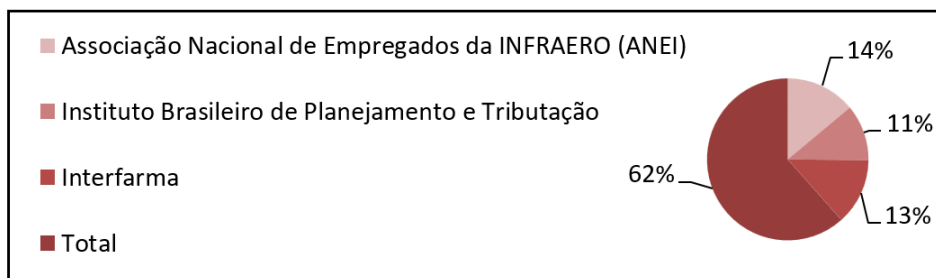 Associação Nacional de Empregados da INFRAERO (ANEI)
Instituto Brasileiro de Planejamento e Tributação
Interfarma
Total
14%
11%
13%
62%